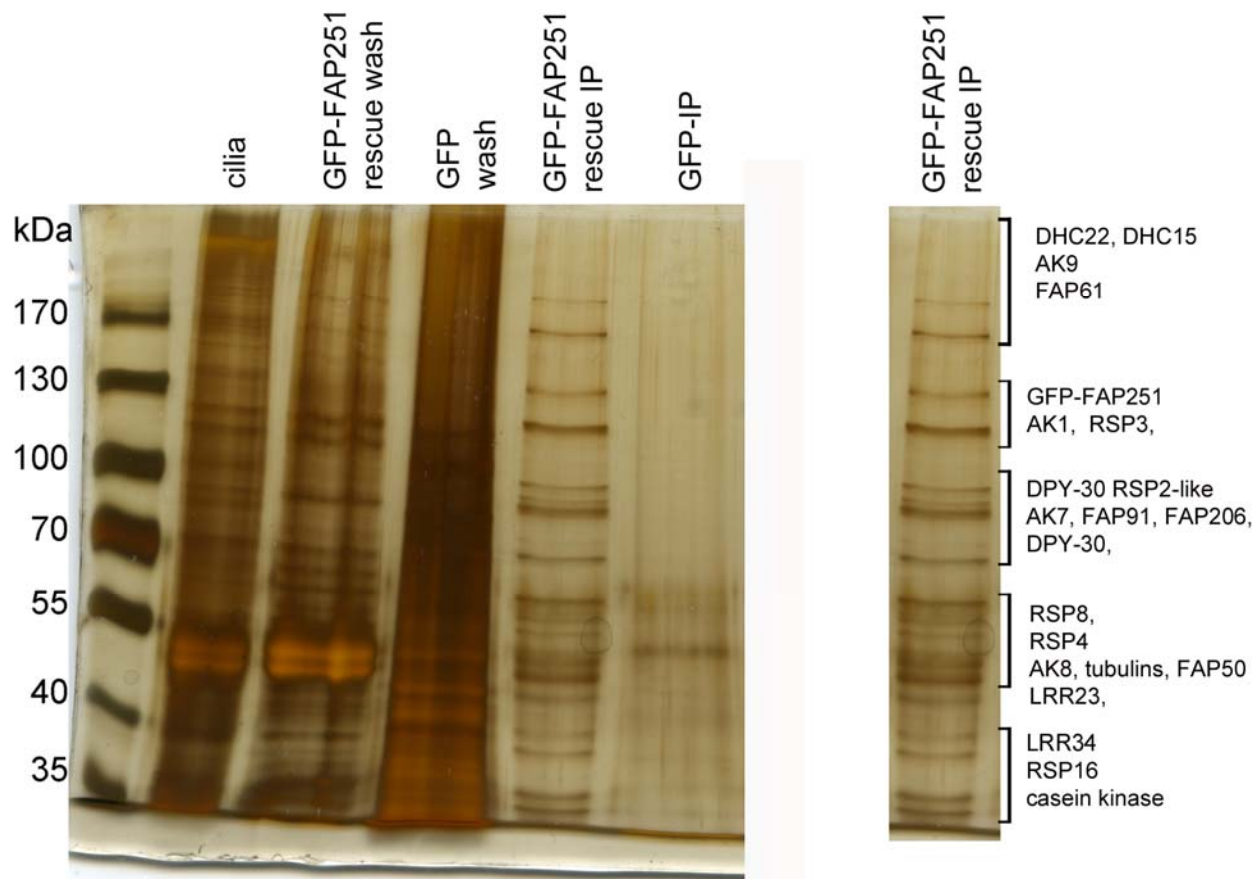 cilia
GFP-FAP251
rescue wash
GFP
wash
GFP-FAP251
rescue IP
GFP-IP
GFP-FAP251
rescue IP
kDa
170
130
100
70
55
40
35
DHC22, DHC15
AK9
FAP61
GFP-FAP251
AK1, RSP3,
DPY-30 RSP2-like
AK7, FAP91, FAP206,
DPY-30,
RSP8,
RSP4
AK8, tubulins, FAP50
LRR23,
LRR34
RSP16
casein kinase